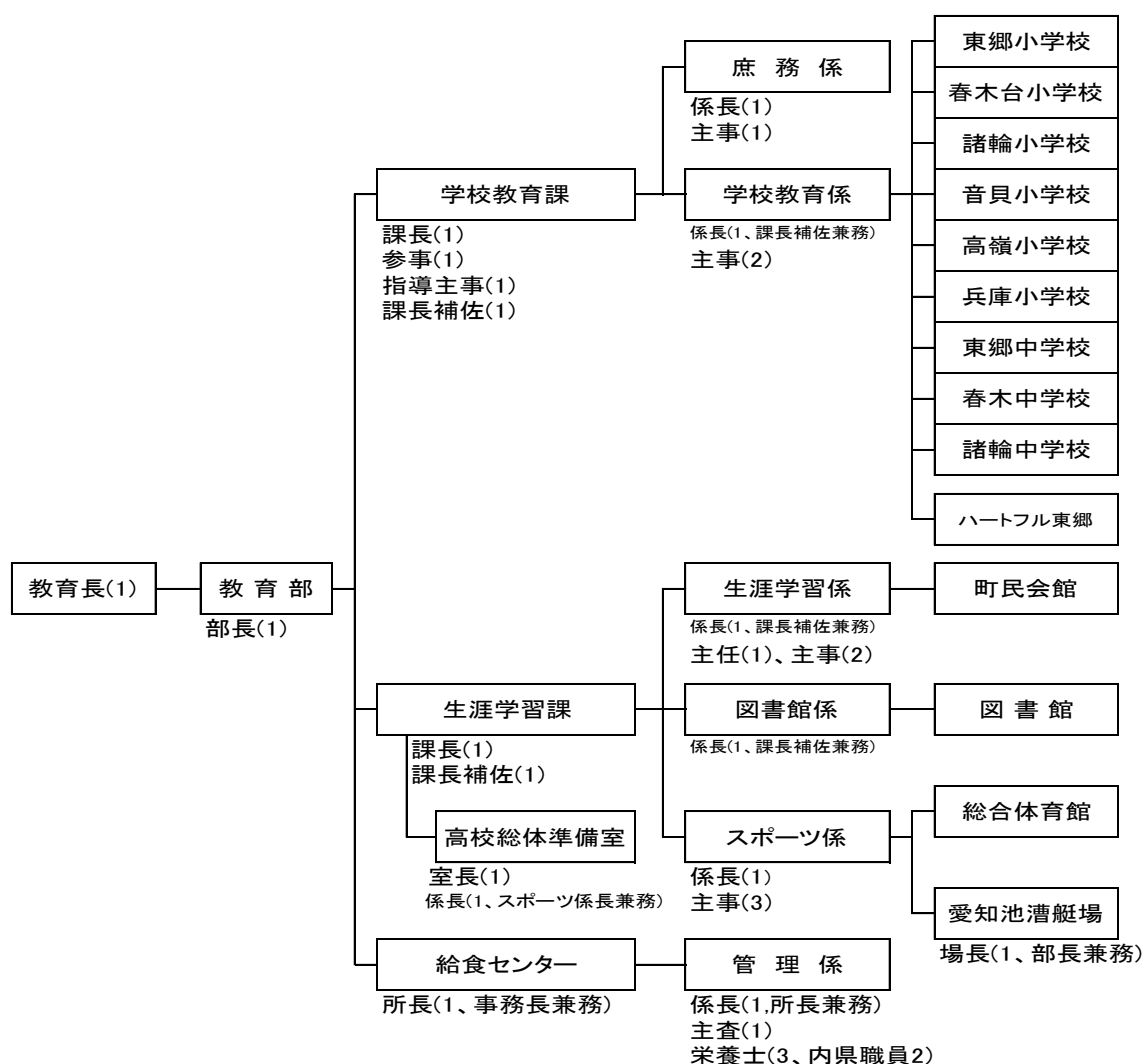 東郷小学校
庶務係
春木台小学校
係長(1)
主事(1)
諸輪小学校
学校教育課
学校教育係
音貝小学校
課長(1)
参事(1)
指導主事(1)
課長補佐(1)
係長(1、課長補佐兼務)
主事(2)
高嶺小学校
兵庫小学校
東郷中学校
春木中学校
諸輪中学校
ハートフル東郷
教育長(1)
教育部
部長(1)
生涯学習係
町民会館
係長(1、課長補佐兼務)
主任(1)、主事(2)
生涯学習課
図書館係
図書館
課長(1)
課長補佐(1)
係長(1、課長補佐兼務)
高校総体準備室
室長(1)
係長(1、スポーツ係長兼務)
スポーツ係
係長(1)
主事(3)
総合体育館
愛知池漕艇場
場長(1、部長兼務)
給食センター
所長(1、事務長兼務)
管理係
係長(1,所長兼務)
主査(1)
栄養士(3、内県職員2)